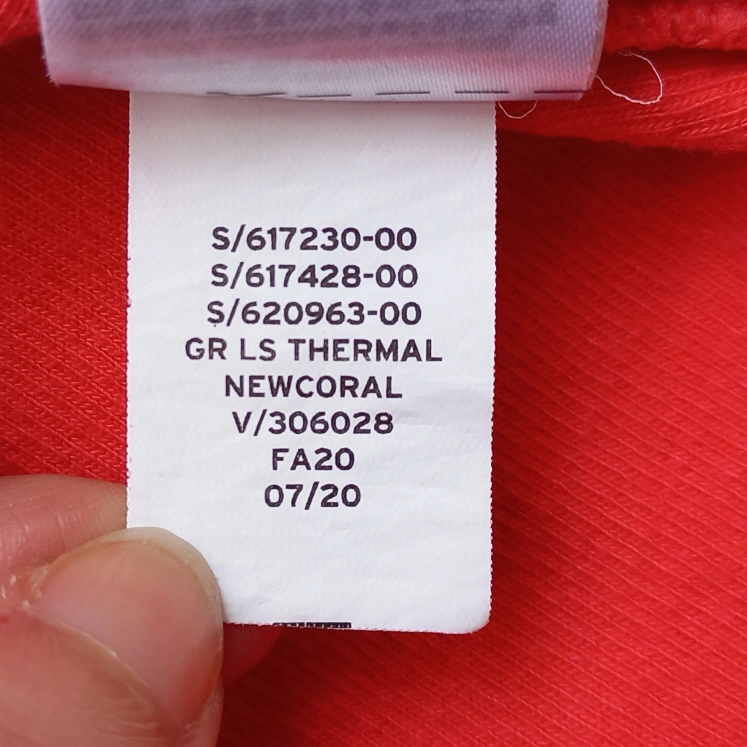 S/617230-00
S/617428-00
S/620963-00
GR LS THERMAL
NEWCORAL
V/306028
FA20
07/20